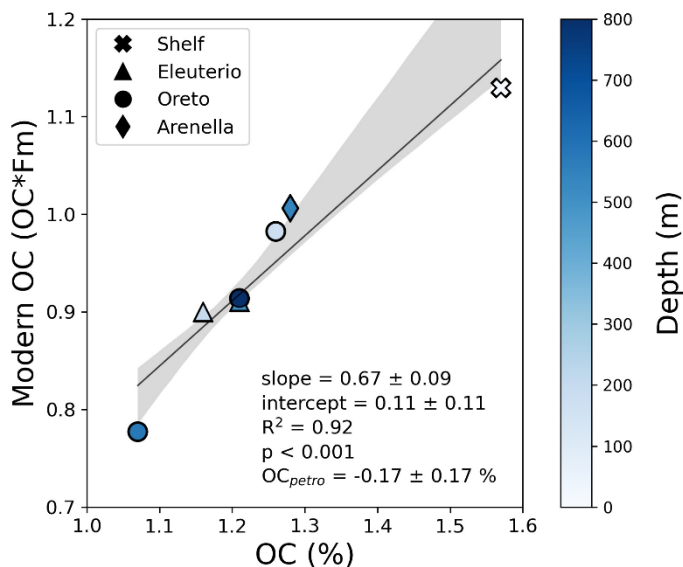 1.2
1.1
1.0
0.9
0.8
0.7
Modern OC (OC*Fm)
Shelf
Eleuterio
Oreto
Arenella
slope = 0.67 ± 0.09
intercept = 0.11 ± 0.11
R² = 0.92
p < 0.001
OCpetro = -0.17 ± 0.17 %
1.0 1.1 1.2 1.3 1.4 1.5 1.6
OC (%)
800
700
600
500
400
300
200
100
0
Depth (m)